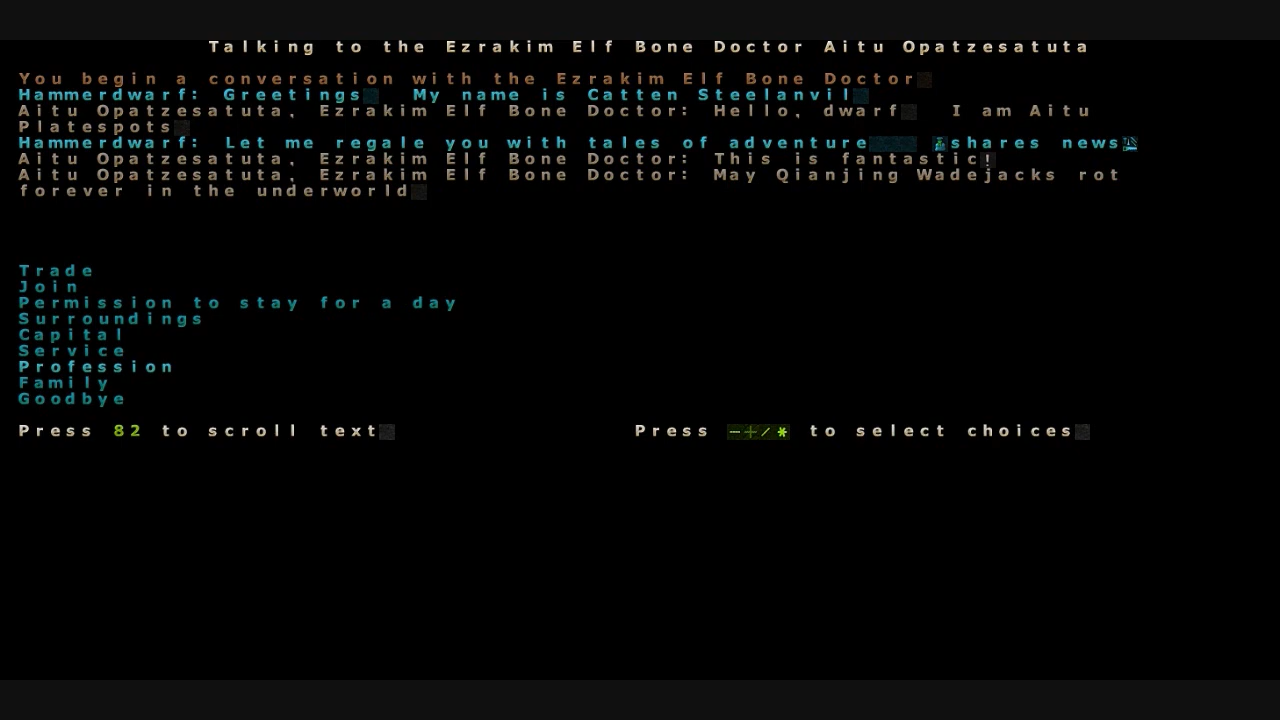 Talking to the Ezrakim Elf Bone Doctor Aitu Opatzesatuta
You begin a conversation with the Ezrakim Elf Bone Doctor
Hammerdwarf: Greetings My name is Catten Steelanvil
Aitu Opatzesatuta, Ezrakim Elf Bone Doctor: Hello, dwarf I am Aitu
Platespots
Hammerdwarf: Let me regale you with tales of adventure shares news
Aitu Opatzesatuta, Ezrakim Elf Bone Doctor: This is fantastic!
Aitu Opatzesatuta, Ezrakim Elf Bone Doctor: May Qianjing Wadejacks rot
forever in the underworld
Trade
Join
Permission to stay for a day
Surroundings
Capital
Service
Profession
Family
Goodbye
Press 82 to scroll text
Press -+/* to select choices